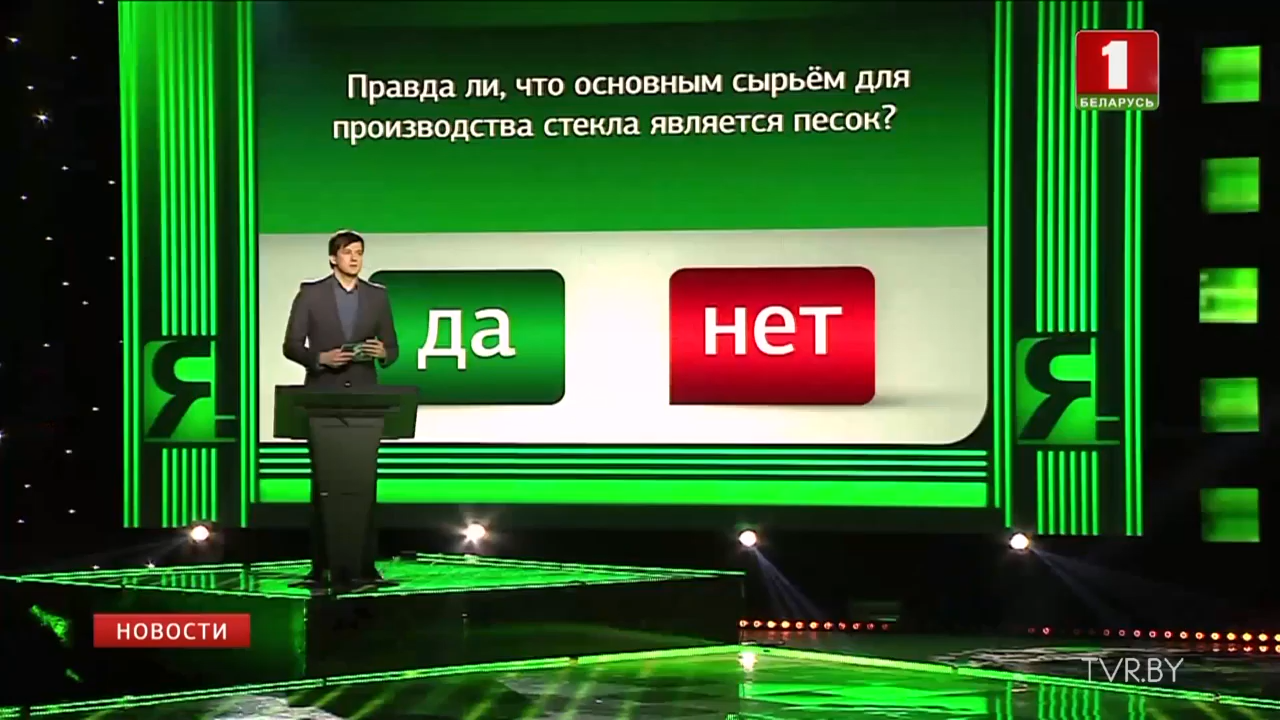 Правда ли, что основным сырьём для
производства стекла является песок?
1
БЕЛАРУСЬ
да
нет
Я
Я
НОВОСТИ
TVR.BY